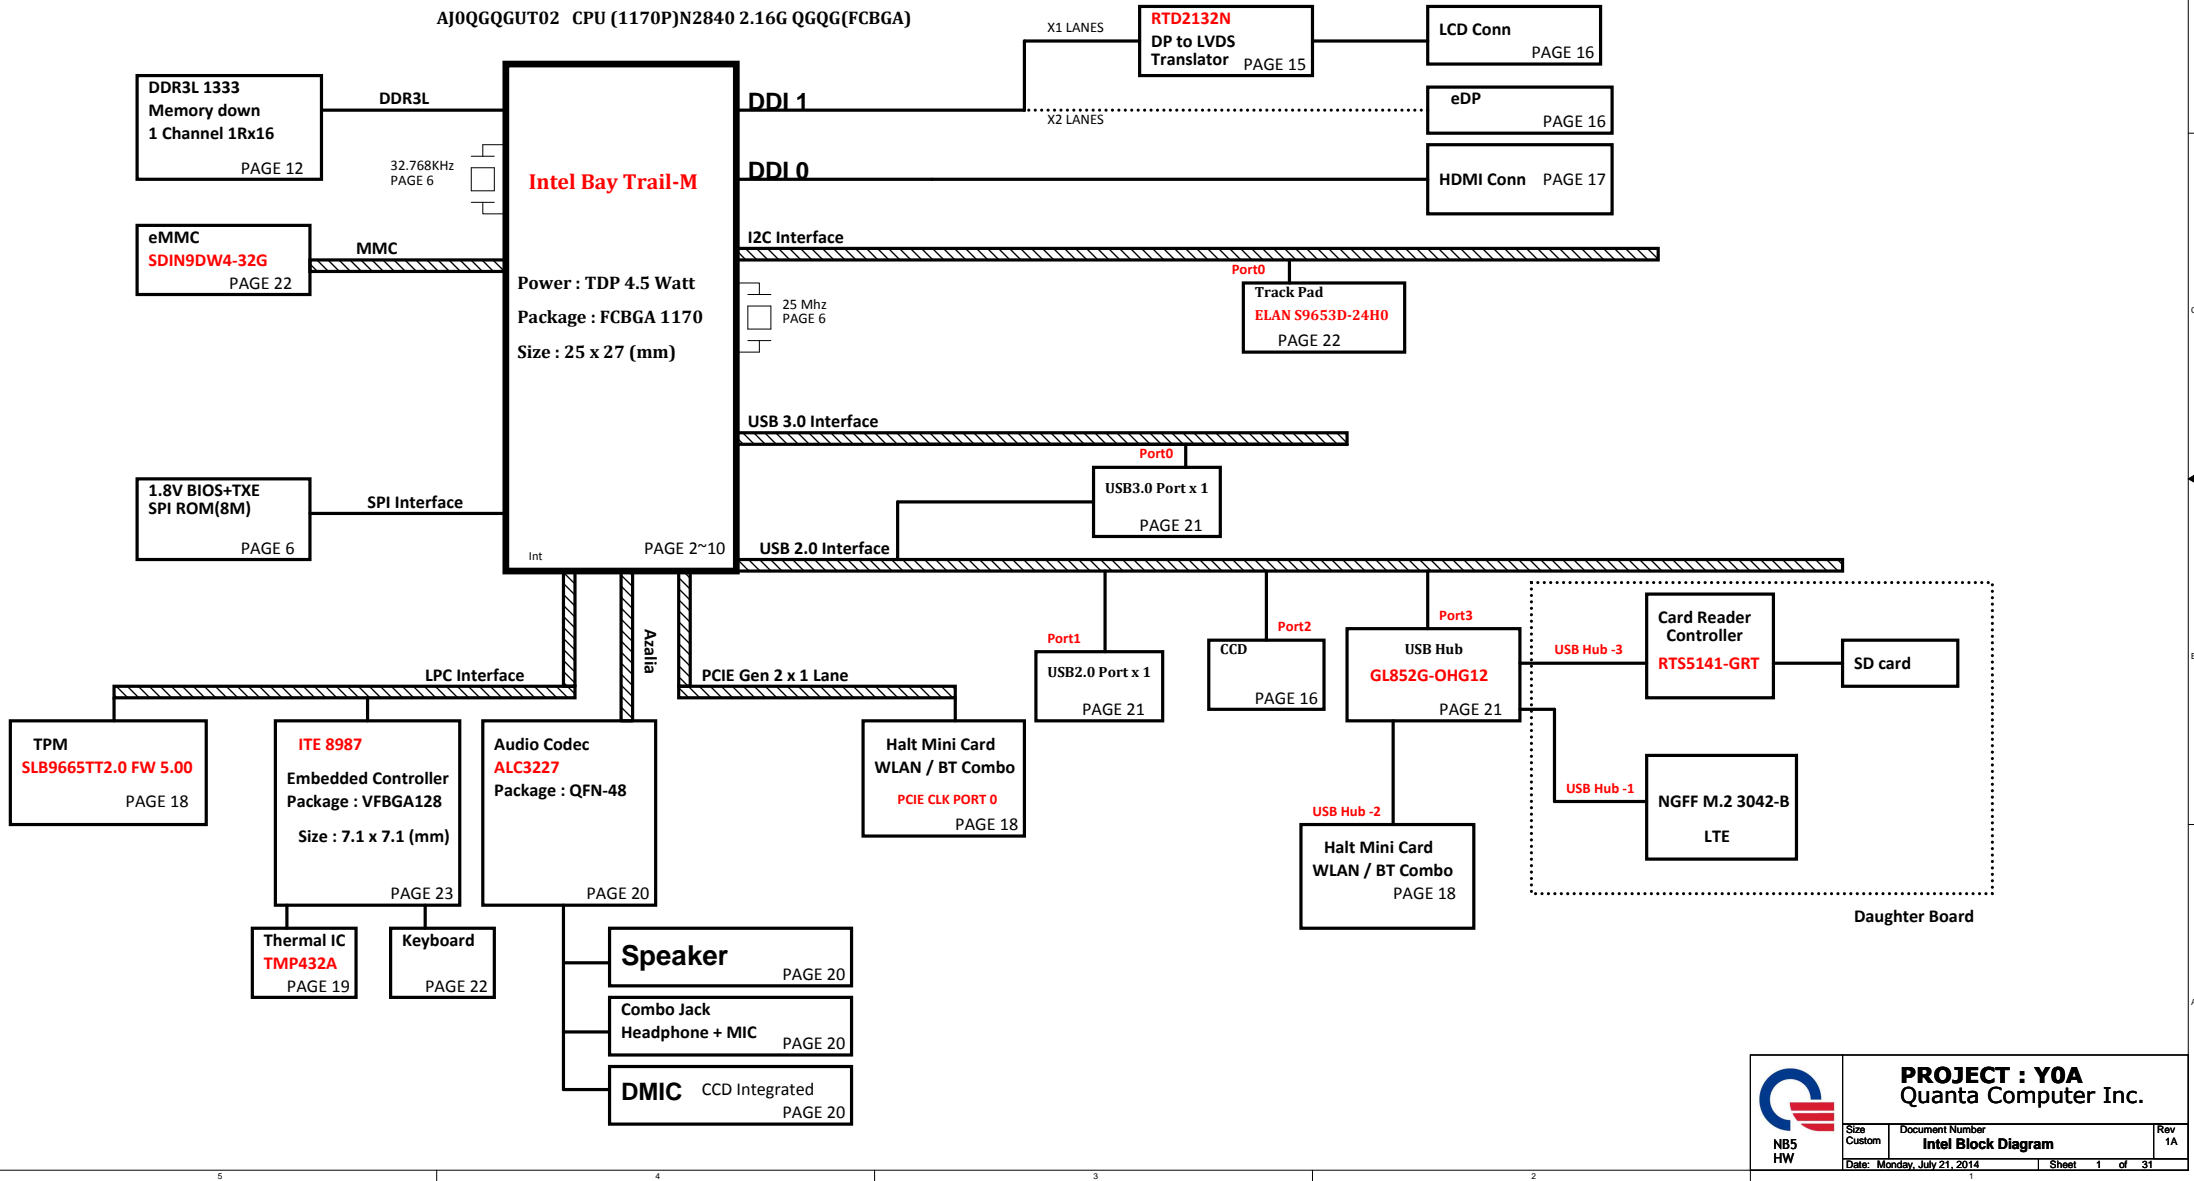 AJ0QGQGUT02   CPU (1170P)N2840 2.16G QGQG(FCBGA)
X1 LANES
RTD2132N
DP to LVDS
Translator
PAGE 15
LCD Conn
PAGE 16
DDR3L 1333
Memory down
1 Channel 1Rx16
PAGE 12
DDR3L
DDI 1
X2 LANES
eDP
PAGE 16
32.768KHz
PAGE 6
Intel Bay Trail-M
DDI 0
HDMI Conn
PAGE 17
eMMC
SDIN9DW4-32G
PAGE 22
MMC
I2C Interface
Port0
Track Pad
ELAN S9653D-24H0
PAGE 22
Power : TDP 4.5 Watt
Package : FCBGA 1170
Size : 25 x 27 (mm)
25 Mhz
PAGE 6
USB 3.0 Interface
Port0
USB3.0 Port x 1
PAGE 21
1.8V BIOS+TXE
SPI ROM(8M)
PAGE 6
SPI Interface
Int
PAGE 2~10
USB 2.0 Interface
Azalia
LPC Interface
PCIE Gen 2 x 1 Lane
Port1
USB2.0 Port x 1
PAGE 21
Port2
CCD
PAGE 16
Port3
USB Hub
GL852G-OHG12
PAGE 21
USB Hub -3
Card Reader
Controller
RTS5141-GRT
SD card
TPM
SLB9665TT2.0 FW 5.00
PAGE 18
ITE 8987
Embedded Controller
Package : VFBGA128
Size : 7.1 x 7.1 (mm)
PAGE 23
Audio Codec
ALC3227
Package : QFN-48
PAGE 20
Halt Mini Card
WLAN / BT Combo
PCIE CLK PORT 0
PAGE 18
USB Hub -2
Halt Mini Card
WLAN / BT Combo
PAGE 18
USB Hub -1
NGFF M.2 3042-B
LTE
Daughter Board
Thermal IC
TMP432A
PAGE 19
Keyboard
PAGE 22
Speaker
PAGE 20
Combo Jack
Headphone + MIC
PAGE 20
DMIC
CCD Integrated
PAGE 20
NB5
HW
PROJECT : Y0A
Quanta Computer Inc.
Size
Custom
Document Number
Intel Block Diagram
Rev
1A
Date: Monday, July 21, 2014
Sheet 1 of 31
5
4
3
2
1